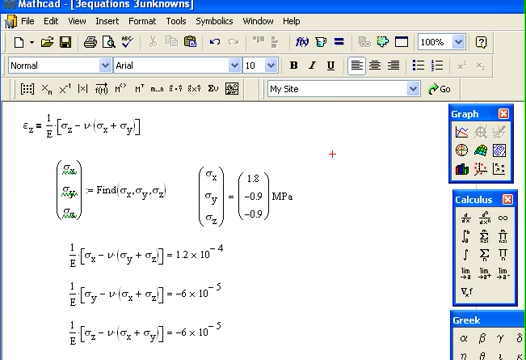 Mathcad - [3equations 3unknowns]
File Edit View Insert Format Tools Symbolics Window Help
100%
Normal Arial 10 B I U
My Site Go
ε_z = 1/E·[σ_z − ν·(σ_x + σ_y)]
Graph
(σ_x σ_y σ_z) := Find(σ_x, σ_y, σ_z) (σ_x σ_y σ_z) = (1.8 −0.9 −0.9) MPa
Calculus
1/E·[σ_x − ν·(σ_y + σ_z)] = 1.2 × 10^−4
1/E·[σ_y − ν·(σ_x + σ_z)] = −6 × 10^−5
1/E·[σ_z − ν·(σ_x + σ_y)] = −6 × 10^−5
Greek
α β γ δ
η θ ι κ